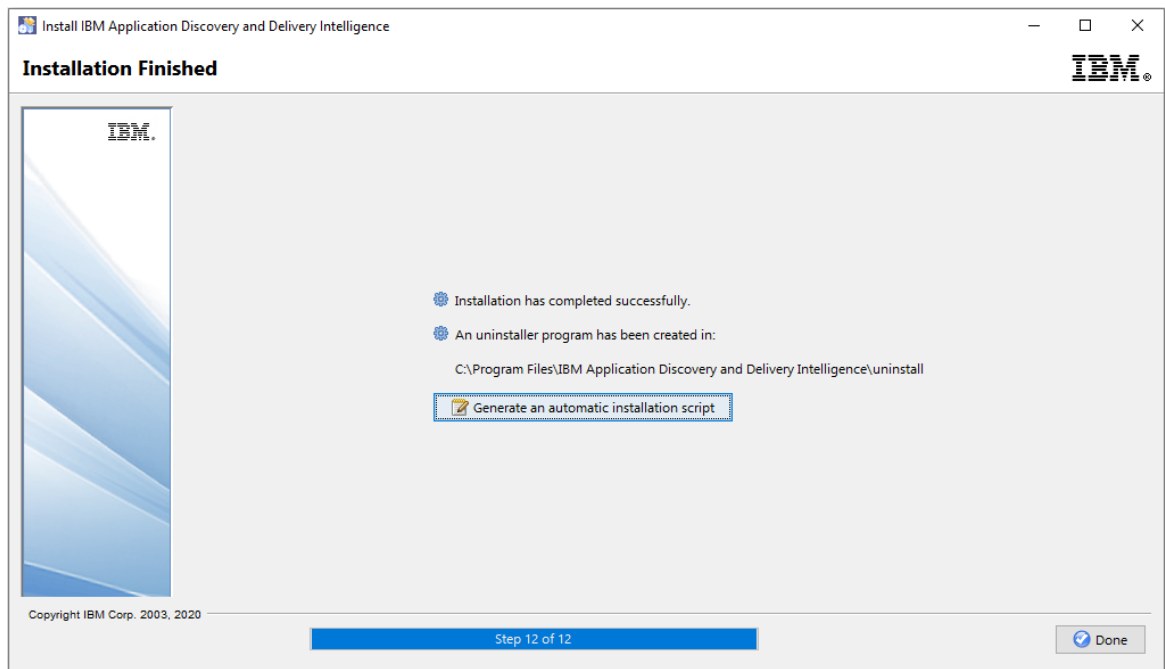 Install IBM Application Discovery and Delivery Intelligence
Installation Finished
IBM®
IBM®
Installation has completed successfully.
An uninstaller program has been created in:
C:\Program Files\IBM Application Discovery and Delivery Intelligence\uninstall
Generate an automatic installation script
Copyright IBM Corp. 2003, 2020
Step 12 of 12
Done